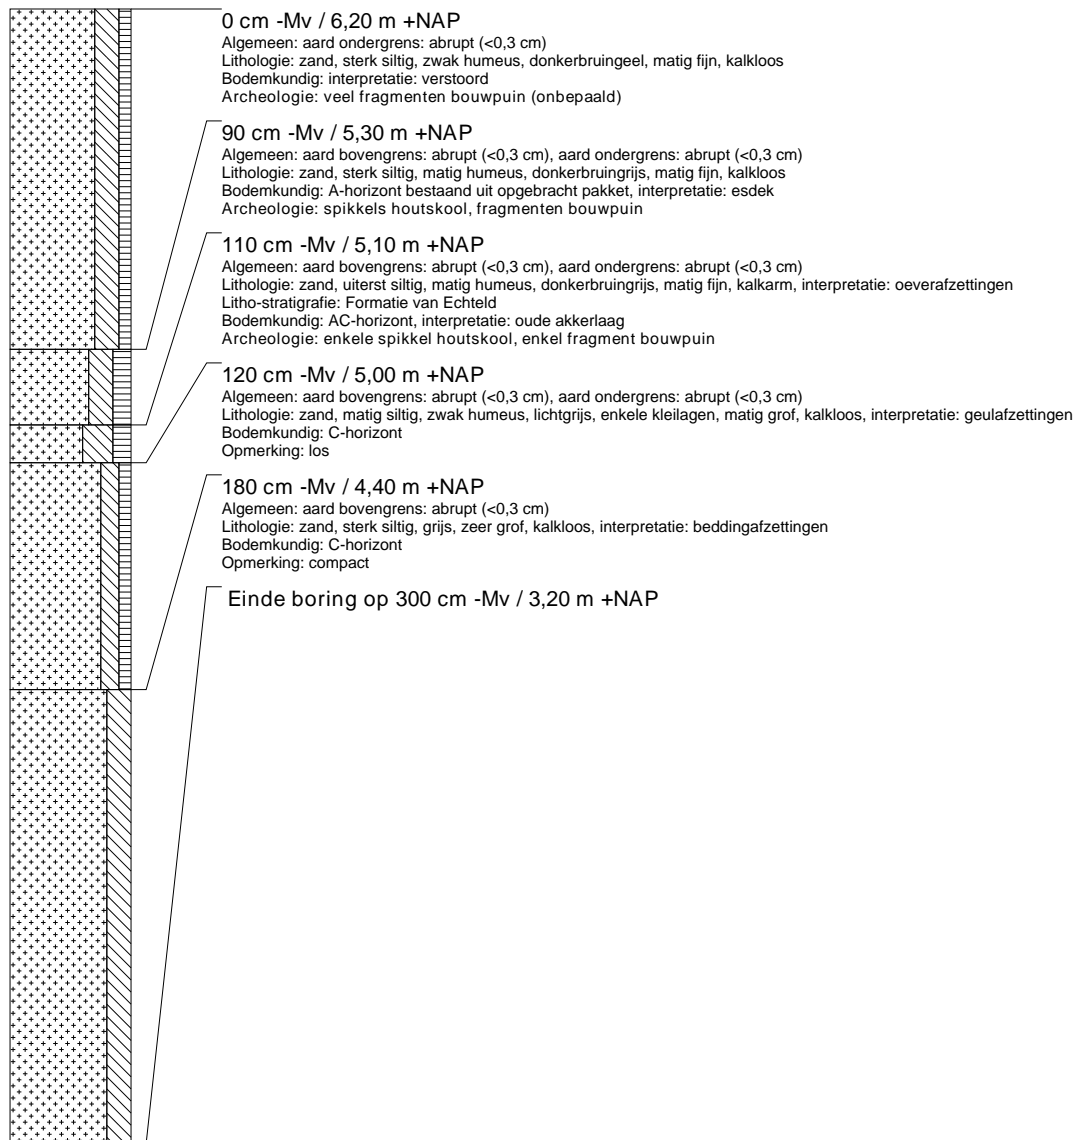 0 cm -Mv / 6,20 m +NAP
Algemeen: aard ondergrens: abrupt (<0,3 cm)
Lithologie: zand, sterk siltig, zwak humeus, donkerbruingeel, matig fijn, kalkloos
Bodemkundig: interpretatie: verstoord
Archeologie: veel fragmenten bouwpuin (onbepaald)
90 cm -Mv / 5,30 m +NAP
Algemeen: aard bovengrens: abrupt (<0,3 cm), aard ondergrens: abrupt (<0,3 cm)
Lithologie: zand, sterk siltig, matig humeus, donkerbruingrijs, matig fijn, kalkloos
Bodemkundig: A-horizont bestaand uit opgebracht pakket, interpretatie: esdek
Archeologie: spikkels houtskool, fragmenten bouwpuin
110 cm -Mv / 5,10 m +NAP
Algemeen: aard bovengrens: abrupt (<0,3 cm), aard ondergrens: abrupt (<0,3 cm)
Lithologie: zand, uiterst siltig, matig humeus, donkerbruingrijs, matig fijn, kalkarm, interpretatie: oeverafzettingen
Litho-stratigrafie: Formatie van Echteld
Bodemkundig: AC-horizont, interpretatie: oude akkerlaag
Archeologie: enkele spikkel houtskool, enkel fragment bouwpuin
120 cm -Mv / 5,00 m +NAP
Algemeen: aard bovengrens: abrupt (<0,3 cm), aard ondergrens: abrupt (<0,3 cm)
Lithologie: zand, matig siltig, zwak humeus, lichtgrijs, enkele kleilagen, matig grof, kalkloos, interpretatie: geulafzettingen
Bodemkundig: C-horizont
Opmerking: los
180 cm -Mv / 4,40 m +NAP
Algemeen: aard bovengrens: abrupt (<0,3 cm)
Lithologie: zand, sterk siltig, grijs, zeer grof, kalkloos, interpretatie: beddingafzettingen
Bodemkundig: C-horizont
Opmerking: compact
Einde boring op 300 cm -Mv / 3,20 m +NAP